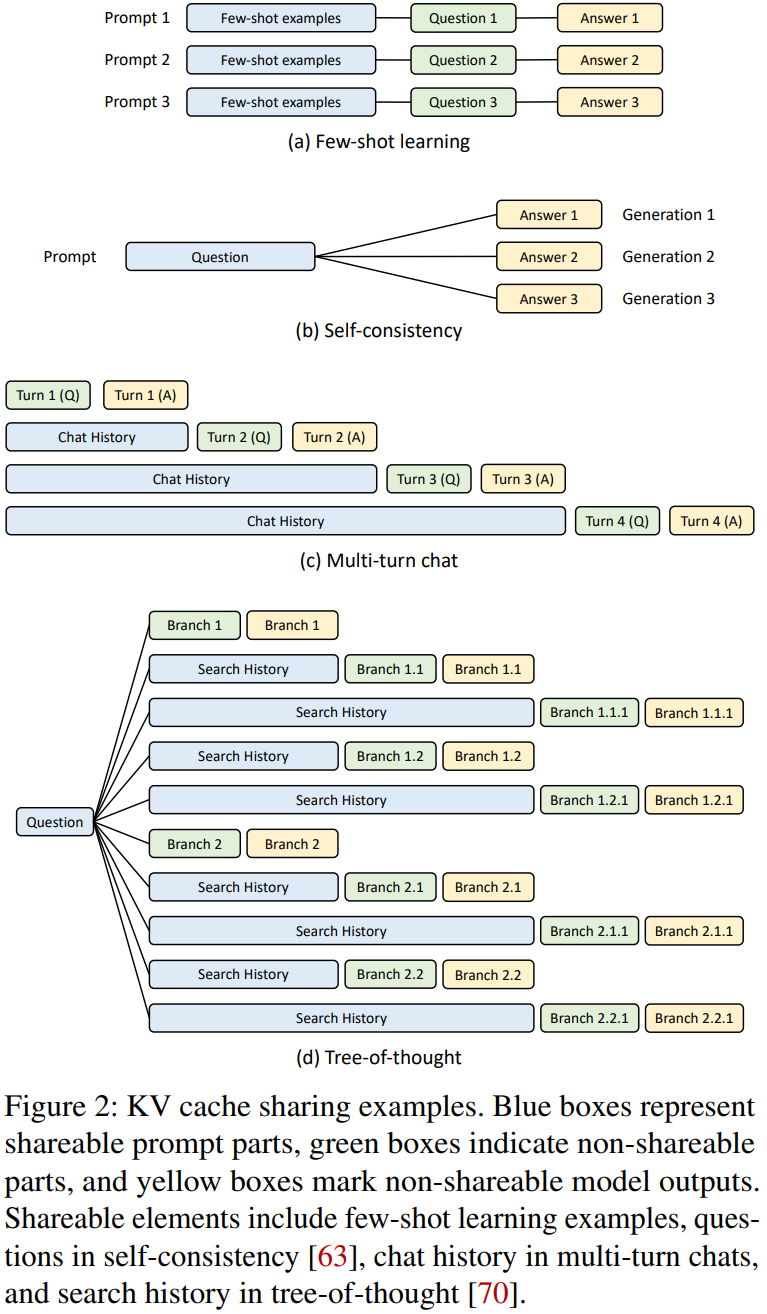 Prompt 1 Few-shot examples Question 1 Answer 1
Prompt 2 Few-shot examples Question 2 Answer 2
Prompt 3 Few-shot examples Question 3 Answer 3
(a) Few-shot learning
Answer 1 Generation 1
Prompt Question Answer 2 Generation 2
Answer 3 Generation 3
(b) Self-consistency
Turn 1 (Q) Turn 1 (A)
Chat History Turn 2 (Q) Turn 2 (A)
Chat History Turn 3 (Q) Turn 3 (A)
Chat History Turn 4 (Q) Turn 4 (A)
(c) Multi-turn chat
Branch 1 Branch 1
Search History Branch 1.1 Branch 1.1
Search History Branch 1.1.1 Branch 1.1.1
Search History Branch 1.2 Branch 1.2
Search History Branch 1.2.1 Branch 1.2.1
Question
Branch 2 Branch 2
Search History Branch 2.1 Branch 2.1
Search History Branch 2.1.1 Branch 2.1.1
Search History Branch 2.2 Branch 2.2
Search History Branch 2.2.1 Branch 2.2.1
(d) Tree-of-thought
Figure 2: KV cache sharing examples. Blue boxes represent
shareable prompt parts, green boxes indicate non-shareable
parts, and yellow boxes mark non-shareable model outputs.
Shareable elements include few-shot learning examples, ques-
tions in self-consistency [63], chat history in multi-turn chats,
and search history in tree-of-thought [70].